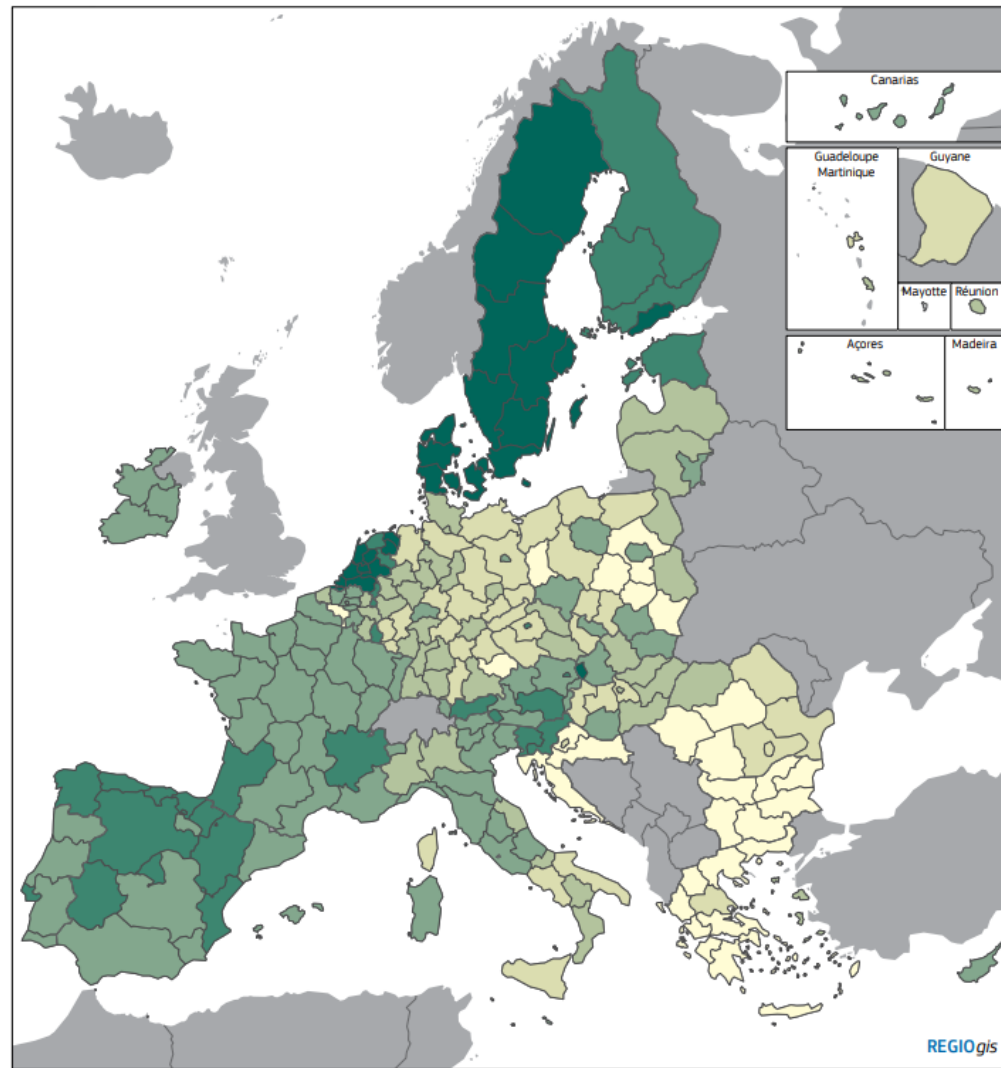 Canarias
Guadeloupe
Martinique
Guyane
Mayotte
Réunion
Açores
Madeira
REGIOgis